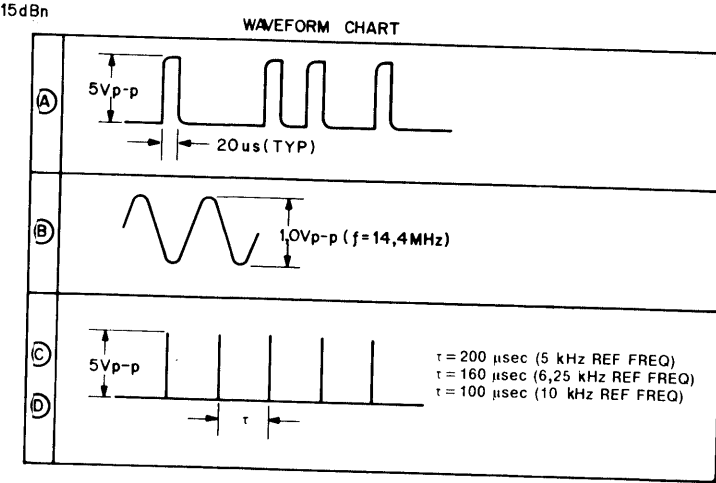 15dBn
WAVEFORM CHART
A
5Vp-p
20us(TYP)
B
1,0Vp-p (f=14,4MHz)
C
D
5Vp-p
τ
τ = 200 μsec (5 kHz REF FREQ)
τ = 160 μsec (6,25 kHz REF FREQ)
τ = 100 μsec (10 kHz REF FREQ)